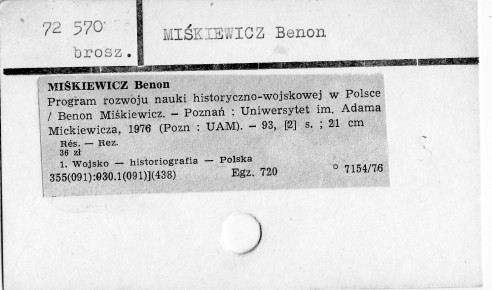 72 570
brosz.
MIŚKIEWICZ Benon
MIŚKIEWICZ Benon
Program rozwoju nauki historyczno-wojskowej w Polsce
/ Benon Miśkiewicz. — Poznań : Uniwersytet im. Adama
Mickiewicza, 1976 (Pozn : UAM). — 93, [2] s. ; 21 cm
Rés. — Rez.
36 zł
1. Wojsko — historiografia — Polska
355(091):930.1(091)](438) Egz. 720 ° 7154/76